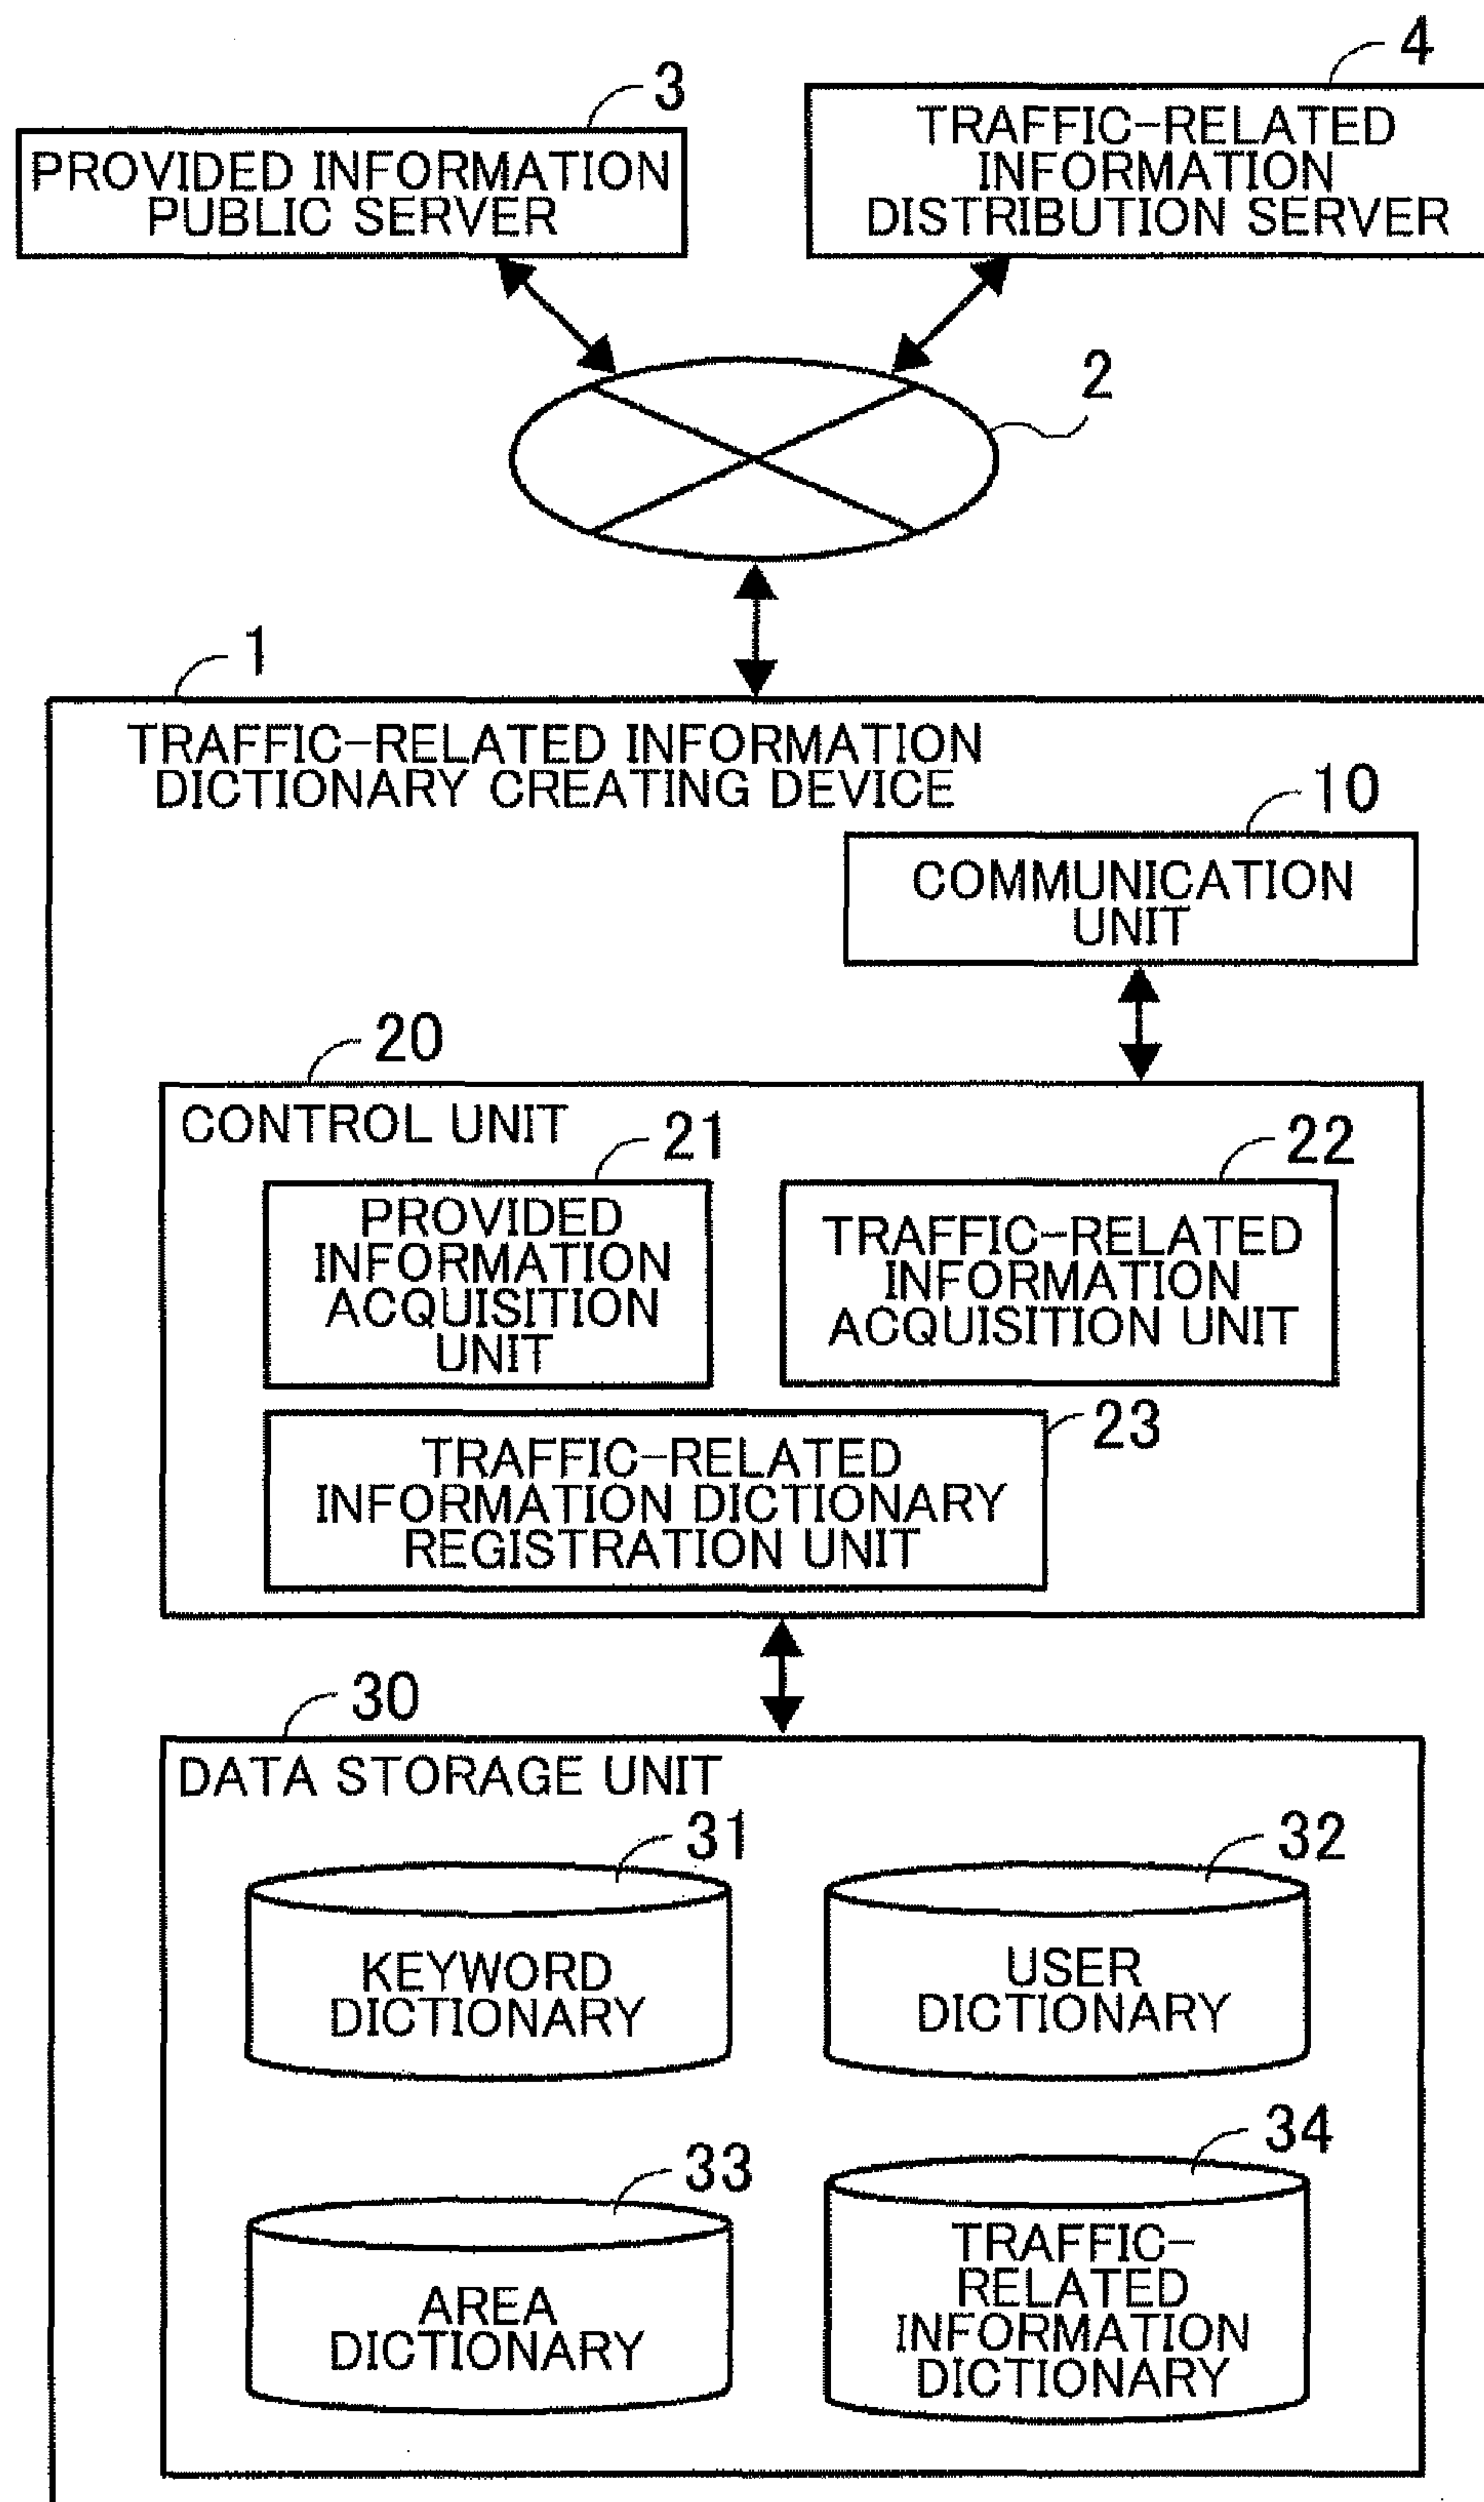 3
PROVIDED INFORMATION
PUBLIC SERVER
4
TRAFFIC-RELATED
INFORMATION
DISTRIBUTION SERVER
2
1
TRAFFIC-RELATED INFORMATION
DICTIONARY CREATING DEVICE
10
COMMUNICATION
UNIT
20
CONTROL UNIT
21
PROVIDED
INFORMATION
ACQUISITION
UNIT
22
TRAFFIC-RELATED
INFORMATION
ACQUISITION UNIT
23
TRAFFIC-RELATED
INFORMATION DICTIONARY
REGISTRATION UNIT
30
DATA STORAGE UNIT
31
KEYWORD
DICTIONARY
32
USER
DICTIONARY
33
AREA
DICTIONARY
34
TRAFFIC-
RELATED
INFORMATION
DICTIONARY